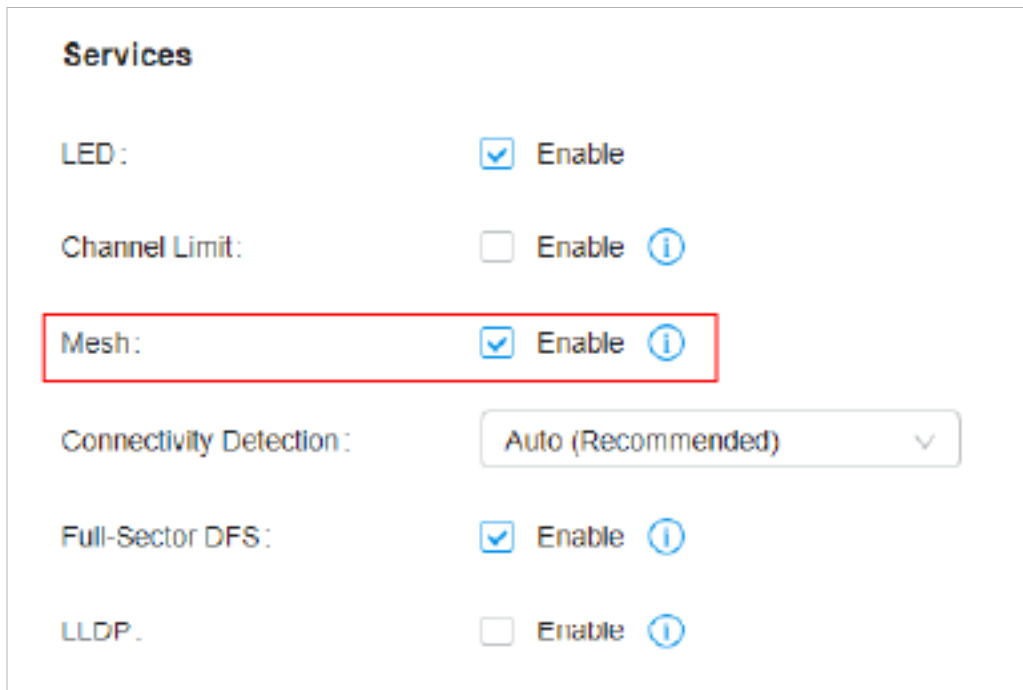 Services
LED: Enable
Channel Limit: Enable
Mesh: Enable
Connectivity Detection: Auto (Recommended)
Full-Sector DFS: Enable
LLDP: Enable